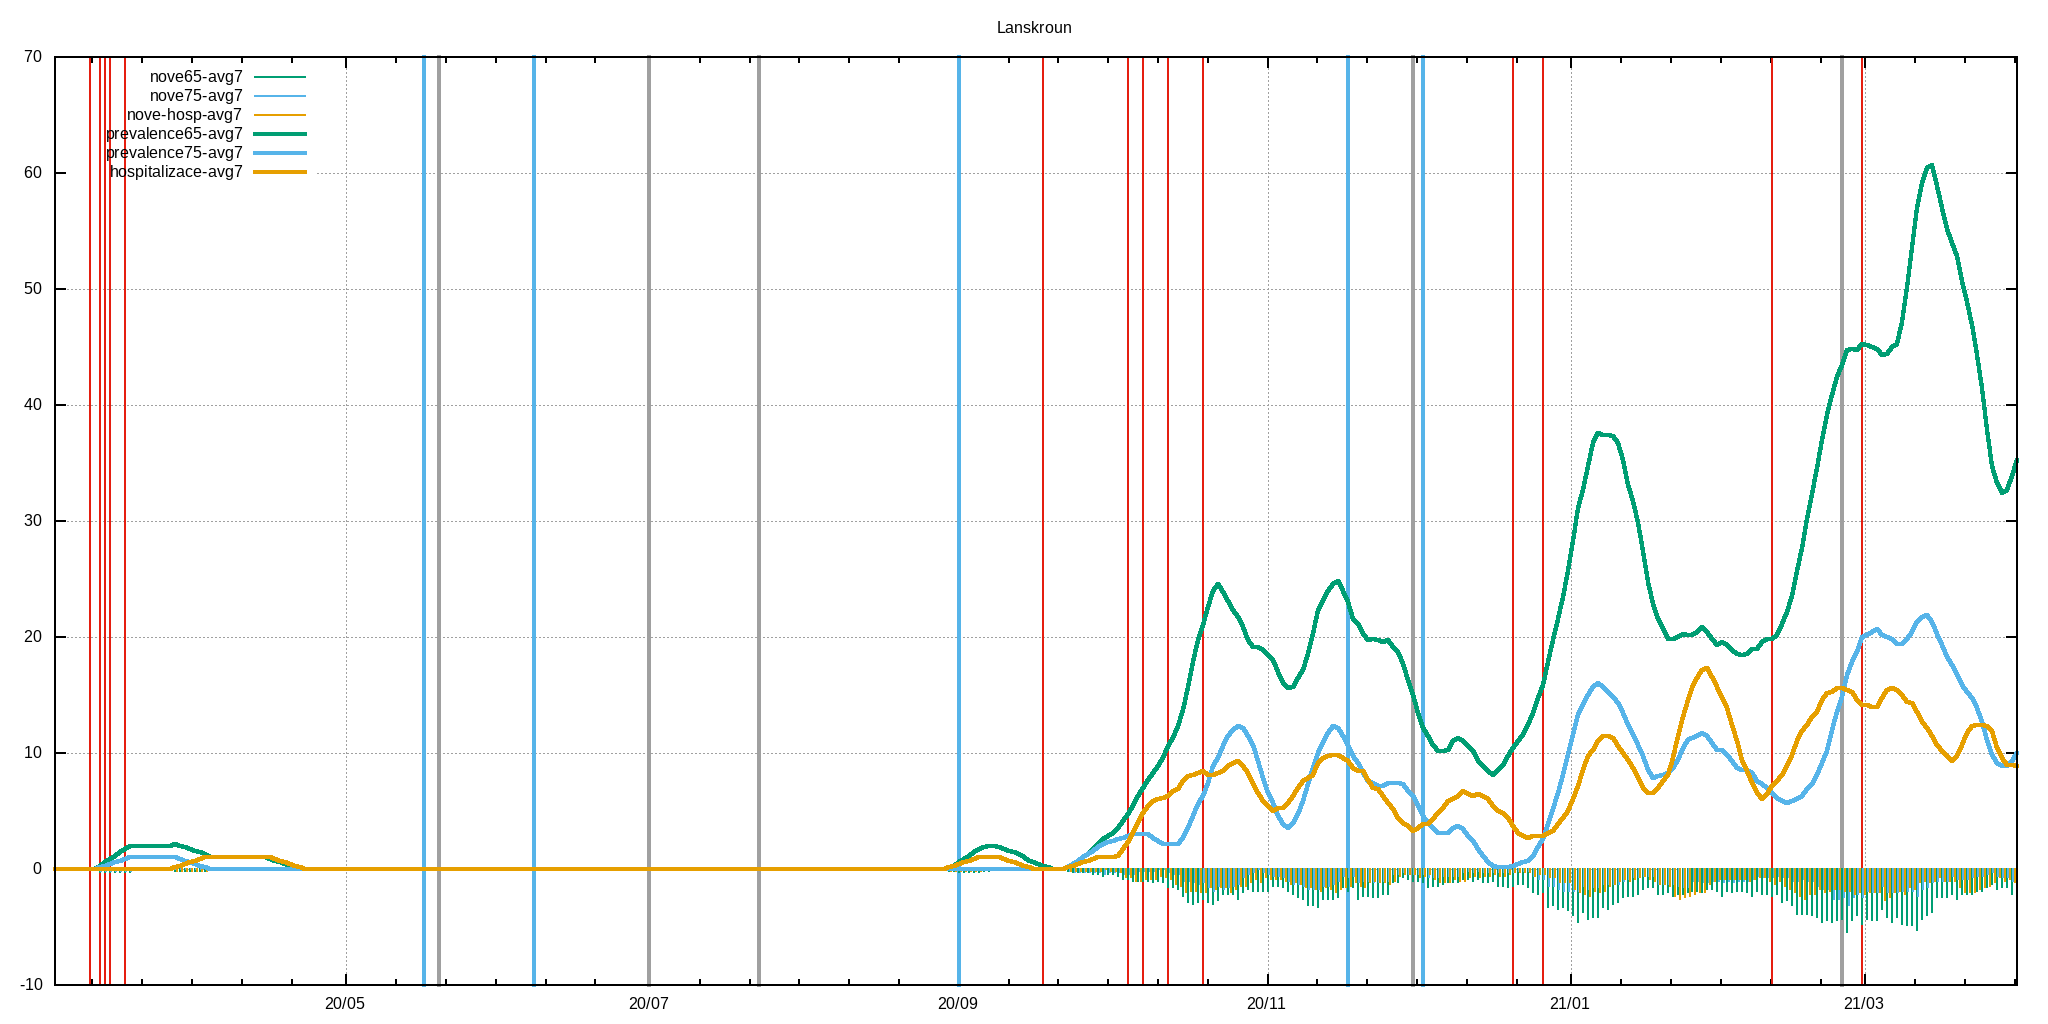 Lanskroun
70
nove65-avg7
nove75-avg7
nove-hosp-avg7
prevalence65-avg7
prevalence75-avg7
hospitalizace-avg7
60
50
40
30
20
10
0
-10
20/05 20/07 20/09 20/11 21/01 21/03